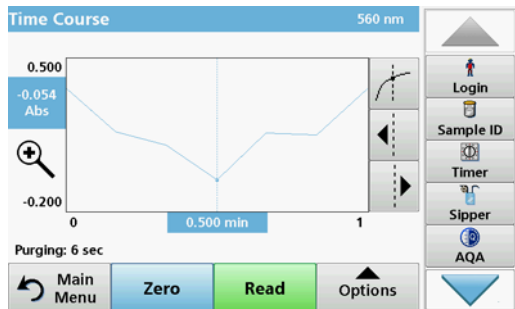 Time Course 560 nm
0.500
-0.054
Abs
-0.200
0 0.500 min 1
Purging: 6 sec
Main
Menu
Zero
Read
Options
Login
Sample ID
Timer
Sipper
AQA